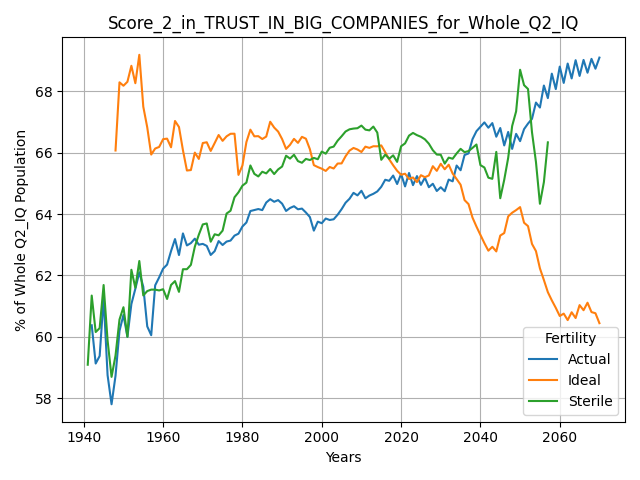 Score_2_in_TRUST_IN_BIG_COMPANIES_for_Whole_Q2_IQ
% of Whole Q2_IQ Population
68
66
64
62
60
58
Fertility
Actual
Ideal
Sterile
1940 1960 1980 2000 2020 2040 2060
Years